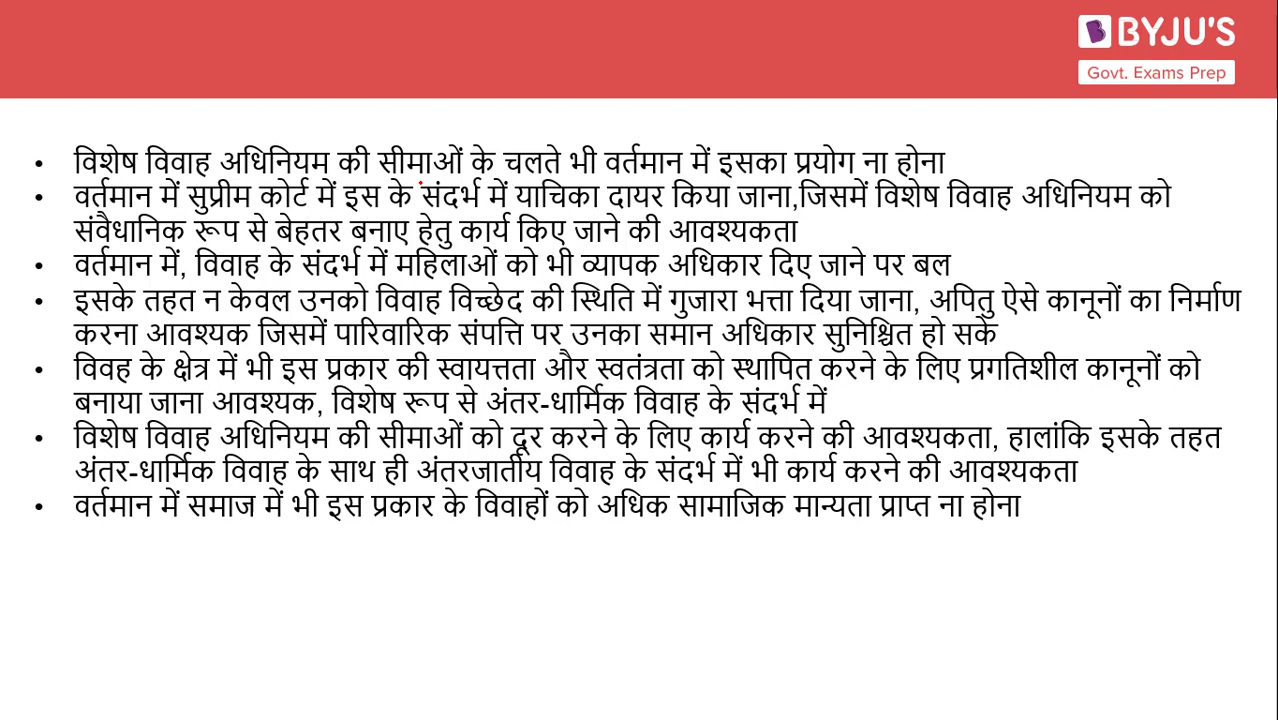 BYJU'S
Govt. Exams Prep
• विशेष विवाह अधिनियम की सीमाओं के चलते भी वर्तमान में इसका प्रयोग ना होना
• वर्तमान में सुप्रीम कोर्ट में इस के संदर्भ में याचिका दायर किया जाना,जिसमें विशेष विवाह अधिनियम को
संवैधानिक रूप से बेहतर बनाए हेतु कार्य किए जाने की आवश्यकता
• वर्तमान में, विवाह के संदर्भ में महिलाओं को भी व्यापक अधिकार दिए जाने पर बल
• इसके तहत न केवल उनको विवाह विच्छेद की स्थिति में गुजारा भत्ता दिया जाना, अपितु ऐसे कानूनों का निर्माण
करना आवश्यक जिसमें पारिवारिक संपत्ति पर उनका समान अधिकार सुनिश्चित हो सके
• विवह के क्षेत्र में भी इस प्रकार की स्वायत्तता और स्वतंत्रता को स्थापित करने के लिए प्रगतिशील कानूनों को
बनाया जाना आवश्यक, विशेष रूप से अंतर-धार्मिक विवाह के संदर्भ में
• विशेष विवाह अधिनियम की सीमाओं को दूर करने के लिए कार्य करने की आवश्यकता, हालांकि इसके तहत
अंतर-धार्मिक विवाह के साथ ही अंतरजातीय विवाह के संदर्भ में भी कार्य करने की आवश्यकता
• वर्तमान में समाज में भी इस प्रकार के विवाहों को अधिक सामाजिक मान्यता प्राप्त ना होना